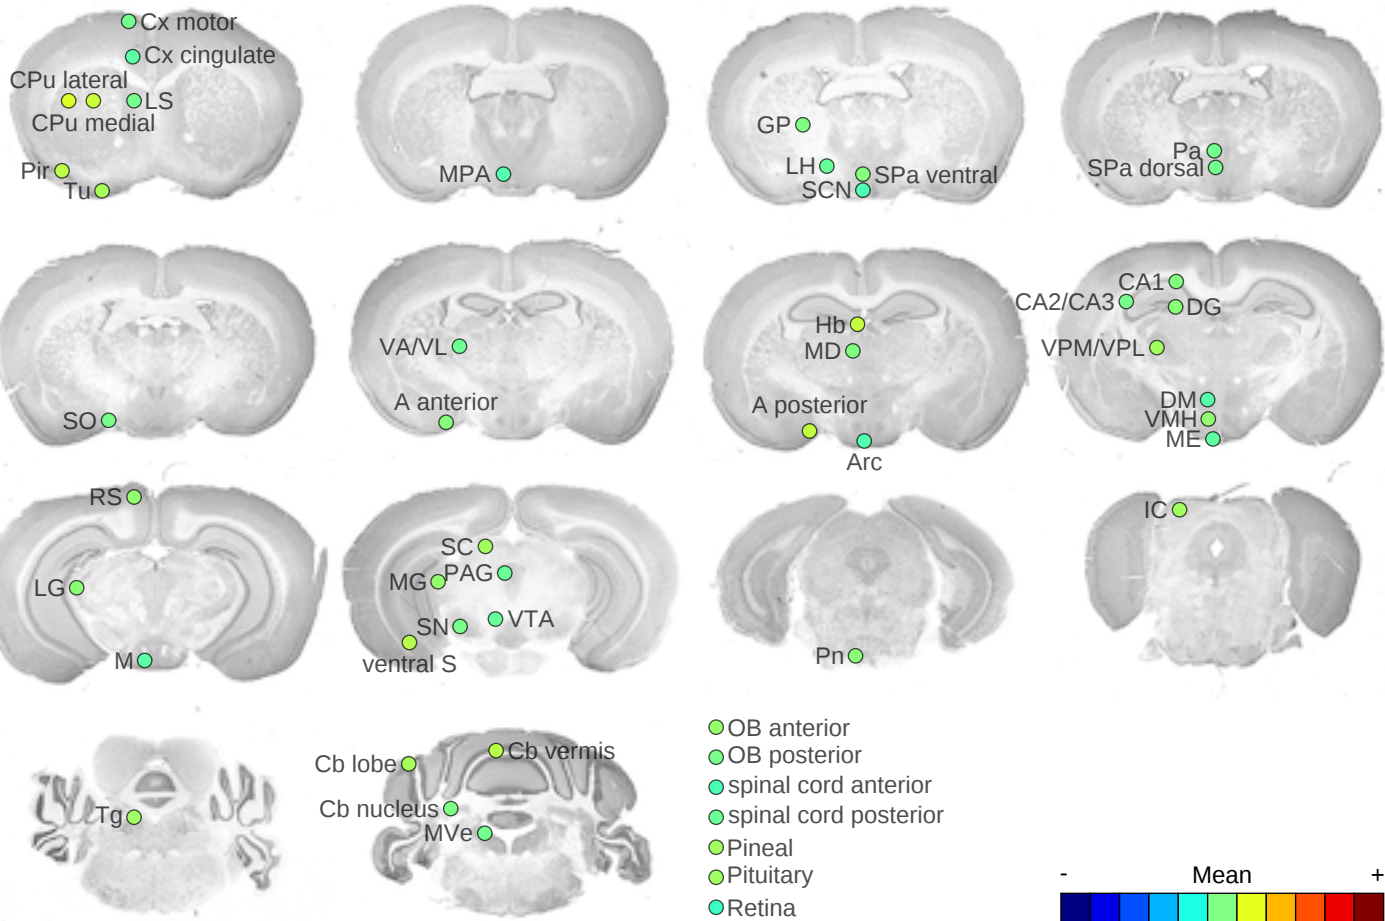 Cx motor
Cx cingulate
CPu lateral
LS
CPu medial
Pir
Tu
MPA
GP
LH
SPa ventral
SCN
Pa
SPa dorsal
SO
VA/VL
A anterior
Hb
MD
A posterior
Arc
CA1
CA2/CA3
DG
VPM/VPL
DM
VMH
ME
RS
LG
M
SC
MG
PAG
SN
VTA
ventral S
Pn
IC
Tg
Cb lobe
Cb vermis
Cb nucleus
MVe
OB anterior
OB posterior
spinal cord anterior
spinal cord posterior
Pineal
Pituitary
Retina
- Mean +